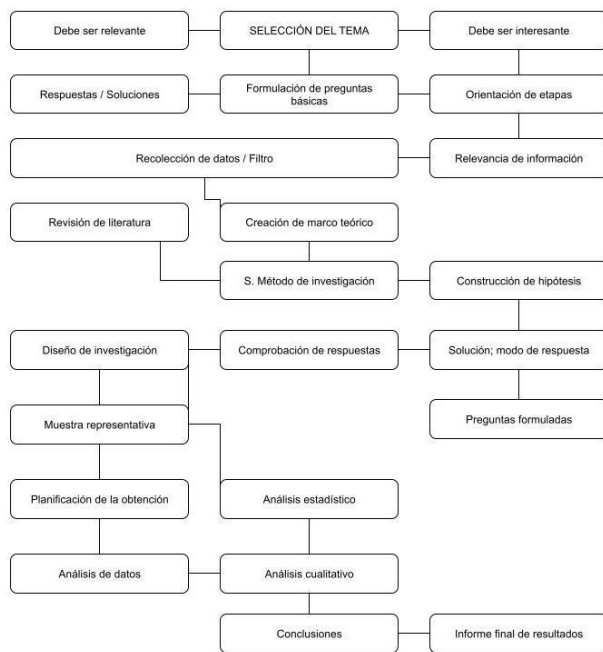 Debe ser relevante
SELECCIÓN DEL TEMA
Debe ser interesante
Respuestas / Soluciones
Formulación de preguntas
básicas
Orientación de etapas
Recolección de datos / Filtro
Relevancia de información
Revisión de literatura
Creación de marco teórico
S. Método de investigación
Construcción de hipótesis
Diseño de investigación
Comprobación de respuestas
Solución; modo de respuesta
Muestra representativa
Preguntas formuladas
Planificación de la obtención
Análisis estadístico
Análisis de datos
Análisis cualitativo
Conclusiones
Informe final de resultados